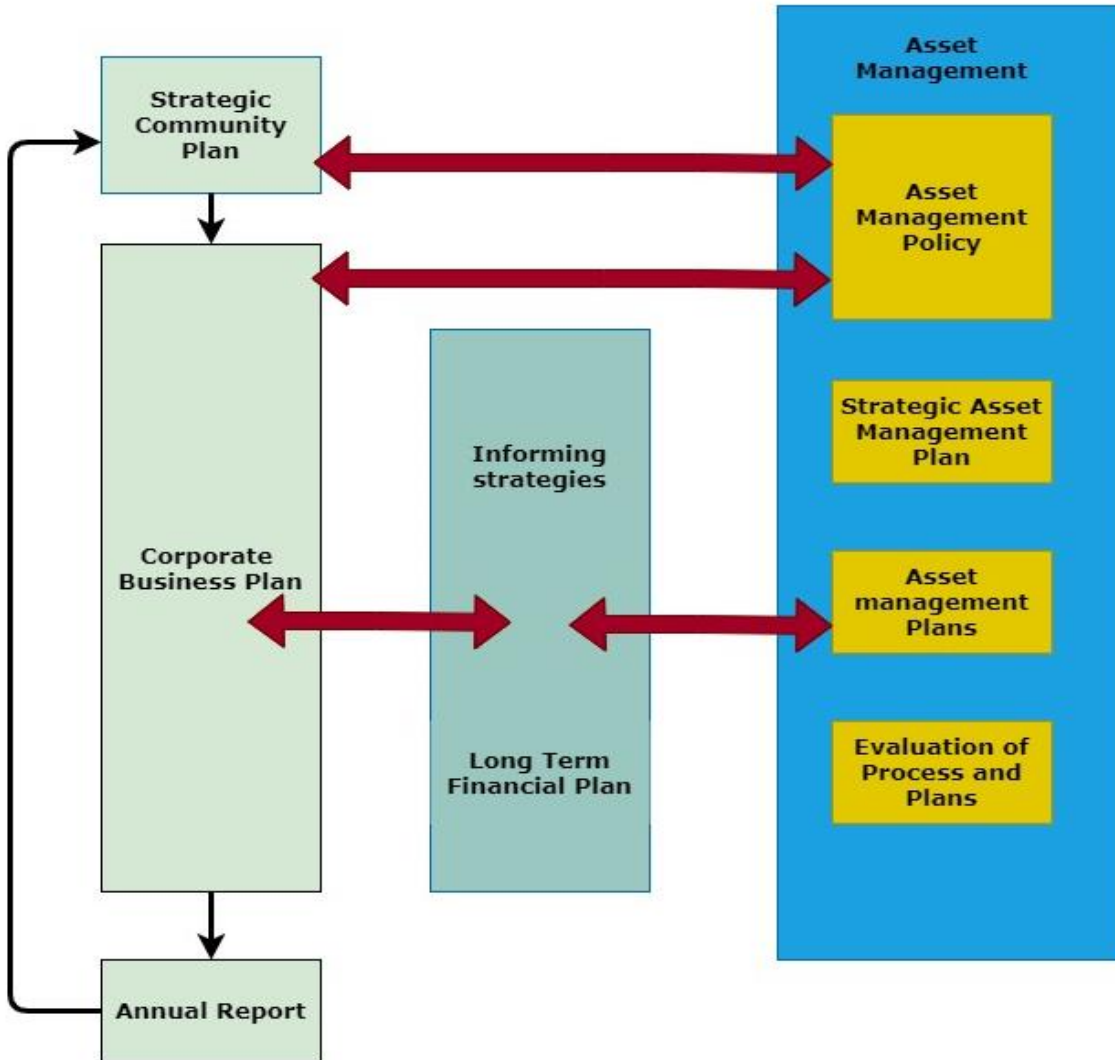 Strategic
Community
Plan
Asset
Management
Asset
Management
Policy
Strategic Asset
Management
Plan
Informing
strategies
Corporate
Business Plan
Asset
management
Plans
Long Term
Financial Plan
Evaluation of
Process and
Plans
Annual Report